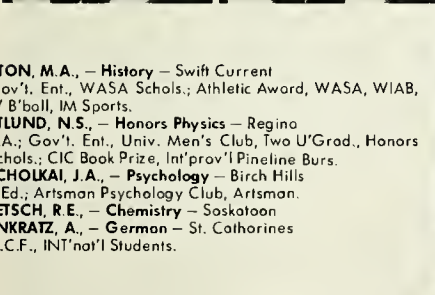 TON, M.A., — History — Swift Current
ov't. Ent., WASA Schols.; Athletic Award, WASA, WIAB,
B'ball, IM Sports.
TLUND, N.S., — Honors Physics — Regina
.A.; Gov't. Ent., Univ. Men's Club, Two U'Grad., Honors
chols.; CIC Book Prize, Int'prov'l Pineline Burs.
CHOLKAI, J.A., — Psychology — Birch Hills
Ed.; Artsman Psychology Club, Artsman.
ETSCH, R.E., — Chemistry — Saskatoon
NKRATZ, A., — German — St. Catharines
.C.F., INT'nat'l Students.